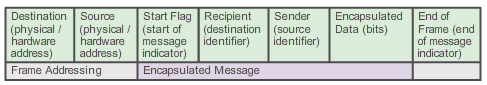 Destination
(physical /
hardware
address)
Source
(physical /
hardware
address)
Start Flag
(start of
message
indicator)
Recipient
(destination
identifier)
Sender
(source
identifier)
Encapsulated
Data (bits)
End of
Frame (end
of message
indicator)
Frame Addressing
Encapsulated Message